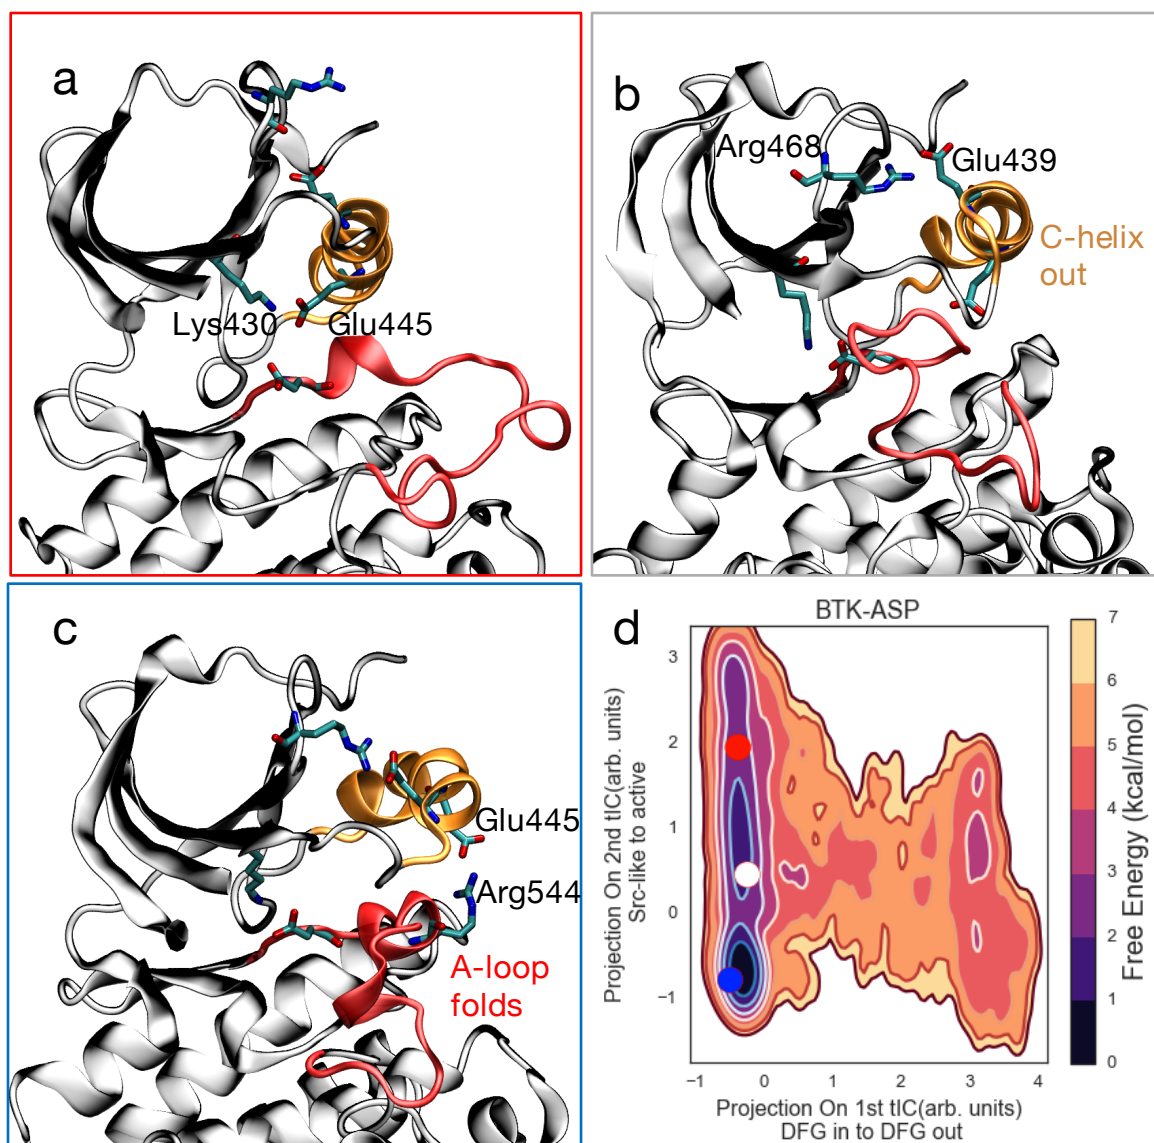 a
Lys430
Glu445
b
Arg468
Glu439
C-helix
out
c
Glu445
Arg544
A-loop
folds
d
BTK-ASP
Projection On 2nd tIC(arb. units)
Src-like to active
3
2
1
0
−1
−1
0
1
2
3
4
Projection On 1st tIC(arb. units)
DFG in to DFG out
7
6
5
4
3
2
1
0
Free Energy (kcal/mol)